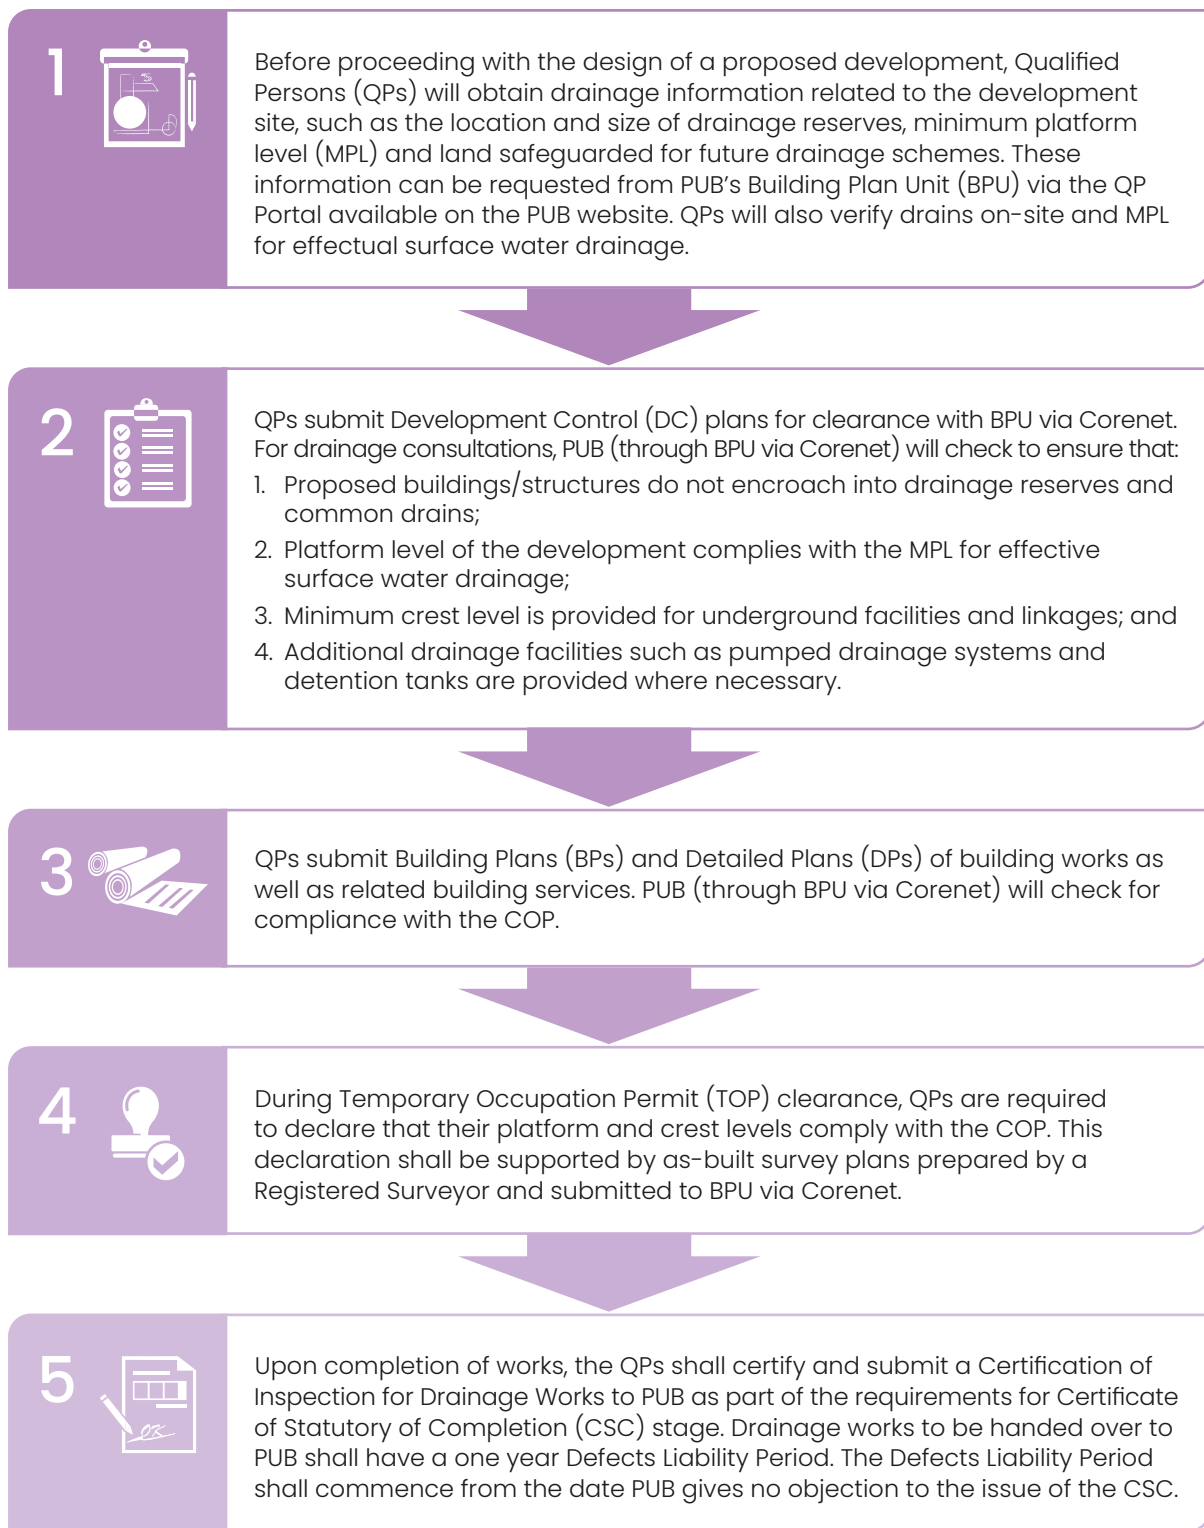 1
Before proceeding with the design of a proposed development, Qualified
Persons (QPs) will obtain drainage information related to the development
site, such as the location and size of drainage reserves, minimum platform
level (MPL) and land safeguarded for future drainage schemes. These
information can be requested from PUB’s Building Plan Unit (BPU) via the QP
Portal available on the PUB website. QPs will also verify drains on-site and MPL
for effectual surface water drainage.
2
QPs submit Development Control (DC) plans for clearance with BPU via Corenet.
For drainage consultations, PUB (through BPU via Corenet) will check to ensure that:
1. Proposed buildings/structures do not encroach into drainage reserves and
common drains;
2. Platform level of the development complies with the MPL for effective
surface water drainage;
3. Minimum crest level is provided for underground facilities and linkages; and
4. Additional drainage facilities such as pumped drainage systems and
detention tanks are provided where necessary.
3
QPs submit Building Plans (BPs) and Detailed Plans (DPs) of building works as
well as related building services. PUB (through BPU via Corenet) will check for
compliance with the COP.
4
During Temporary Occupation Permit (TOP) clearance, QPs are required
to declare that their platform and crest levels comply with the COP. This
declaration shall be supported by as-built survey plans prepared by a
Registered Surveyor and submitted to BPU via Corenet.
5
OK
Upon completion of works, the QPs shall certify and submit a Certification of
Inspection for Drainage Works to PUB as part of the requirements for Certificate
of Statutory of Completion (CSC) stage. Drainage works to be handed over to
PUB shall have a one year Defects Liability Period. The Defects Liability Period
shall commence from the date PUB gives no objection to the issue of the CSC.